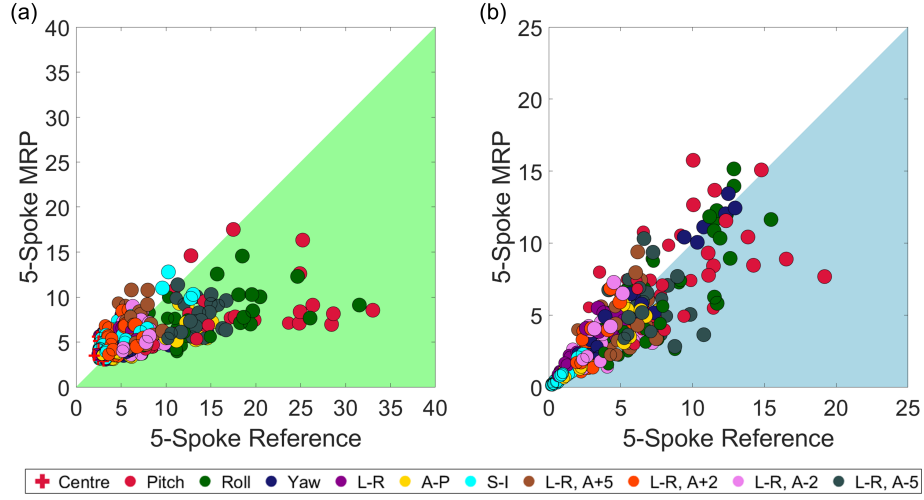 (a)
40
35
30
25
20
15
10
5
0
5-Spoke MRP
0 5 10 15 20 25 30 35 40
5-Spoke Reference
(b)
25
20
15
10
5
0
5-Spoke MRP
0 5 10 15 20 25
5-Spoke Reference
Centre Pitch Roll Yaw L-R A-P S-I L-R, A+5 L-R, A+2 L-R, A-2 L-R, A-5